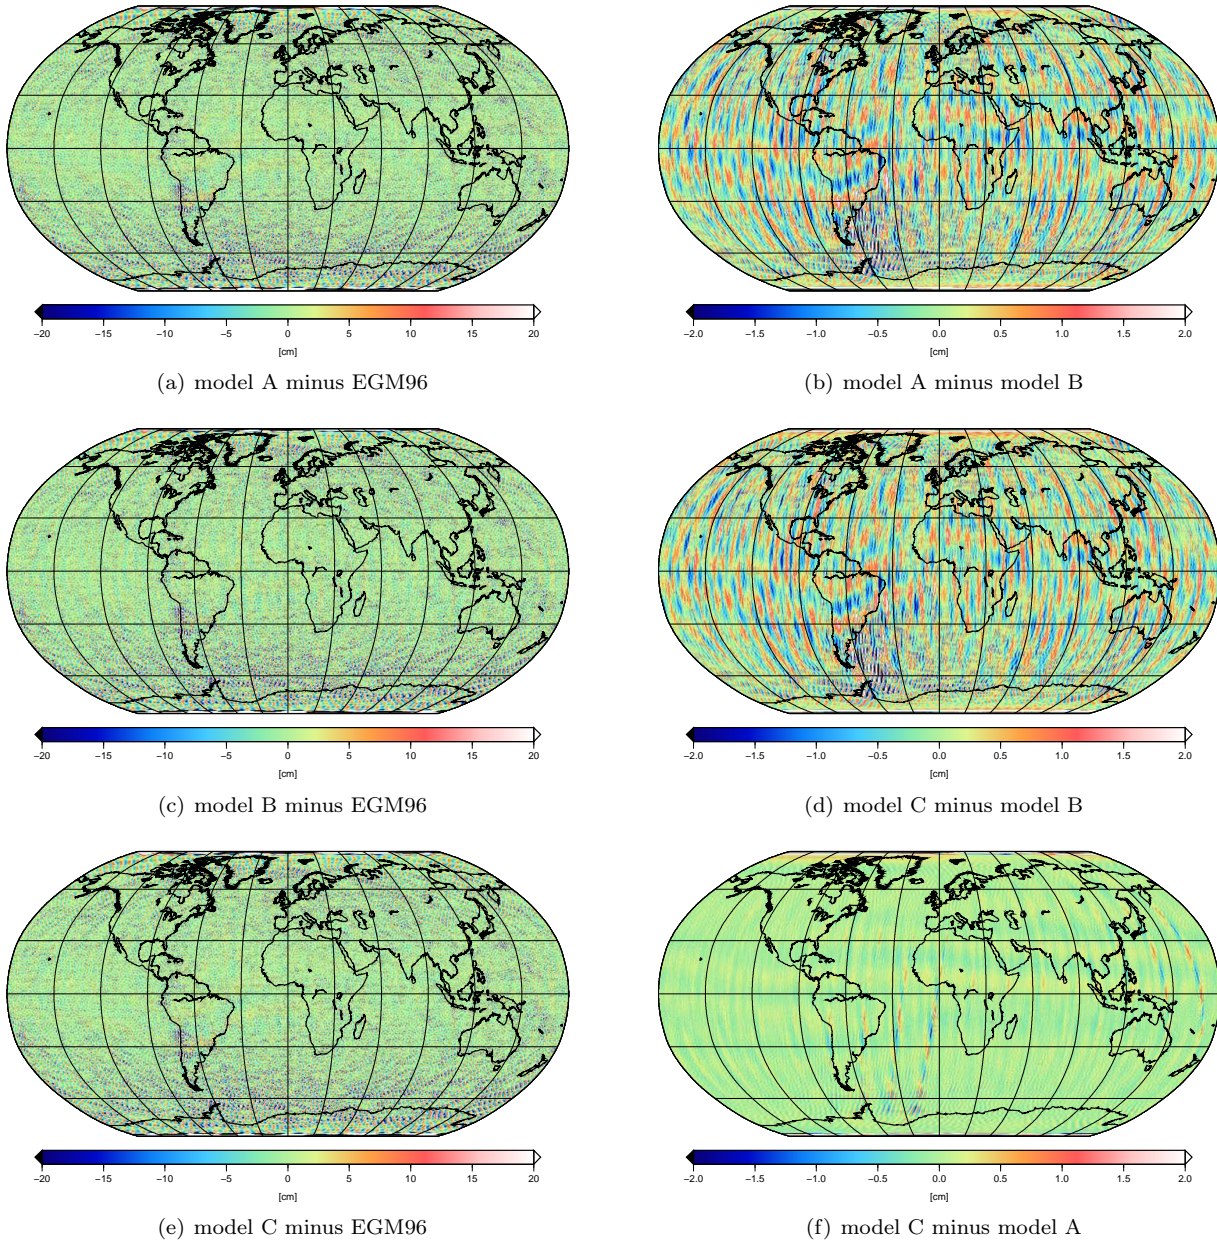 −20 −15 −10 −5 0 5 10 15 20
[cm]
(a) model A minus EGM96
−2.0 −1.5 −1.0 −0.5 0.0 0.5 1.0 1.5 2.0
[cm]
(b) model A minus model B
−20 −15 −10 −5 0 5 10 15 20
[cm]
(c) model B minus EGM96
−2.0 −1.5 −1.0 −0.5 0.0 0.5 1.0 1.5 2.0
[cm]
(d) model C minus model B
−20 −15 −10 −5 0 5 10 15 20
[cm]
(e) model C minus EGM96
−2.0 −1.5 −1.0 −0.5 0.0 0.5 1.0 1.5 2.0
[cm]
(f) model C minus model A